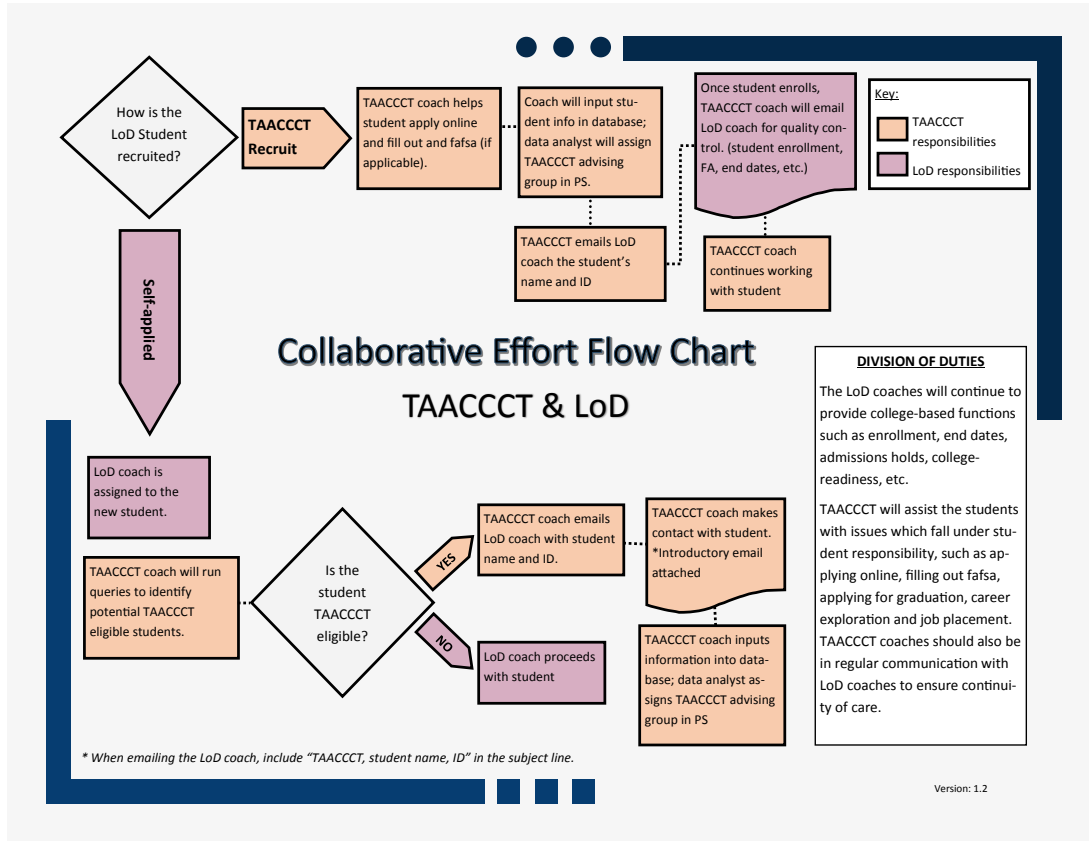 How is the
LoD Student
recruited?
TAACCCT
Recruit
TAACCCT coach helps
student apply online
and fill out and fafsa (if
applicable).
Coach will input stu-
dent info in database;
data analyst will assign
TAACCCT advising
group in PS.
TAACCCT emails LoD
coach the student’s
name and ID
Once student enrolls,
TAACCCT coach will email
LoD coach for quality con-
trol. (student enrollment,
FA, end dates, etc.)
TAACCCT coach
continues working
with student
Key:
TAACCCT
responsibilities
LoD responsibilities
Self-applied
Collaborative Effort Flow Chart
TAACCCT & LoD
LoD coach is
assigned to the
new student.
TAACCCT coach will run
queries to identify
potential TAACCCT
eligible students.
Is the
student
TAACCCT
eligible?
YES
TAACCCT coach emails
LoD coach with student
name and ID.
TAACCCT coach makes
contact with student.
*Introductory email
attached
TAACCCT coach inputs
information into data-
base; data analyst as-
signs TAACCCT advising
group in PS
NO
LoD coach proceeds
with student
DIVISION OF DUTIES
The LoD coaches will continue to
provide college-based functions
such as enrollment, end dates,
admissions holds, college-
readiness, etc.
TAACCCT will assist the students
with issues which fall under stu-
dent responsibility, such as ap-
plying online, filling out fafsa,
applying for graduation, career
exploration and job placement.
TAACCCT coaches should also be
in regular communication with
LoD coaches to ensure continui-
ty of care.
* When emailing the LoD coach, include “TAACCCT, student name, ID” in the subject line.
Version: 1.2